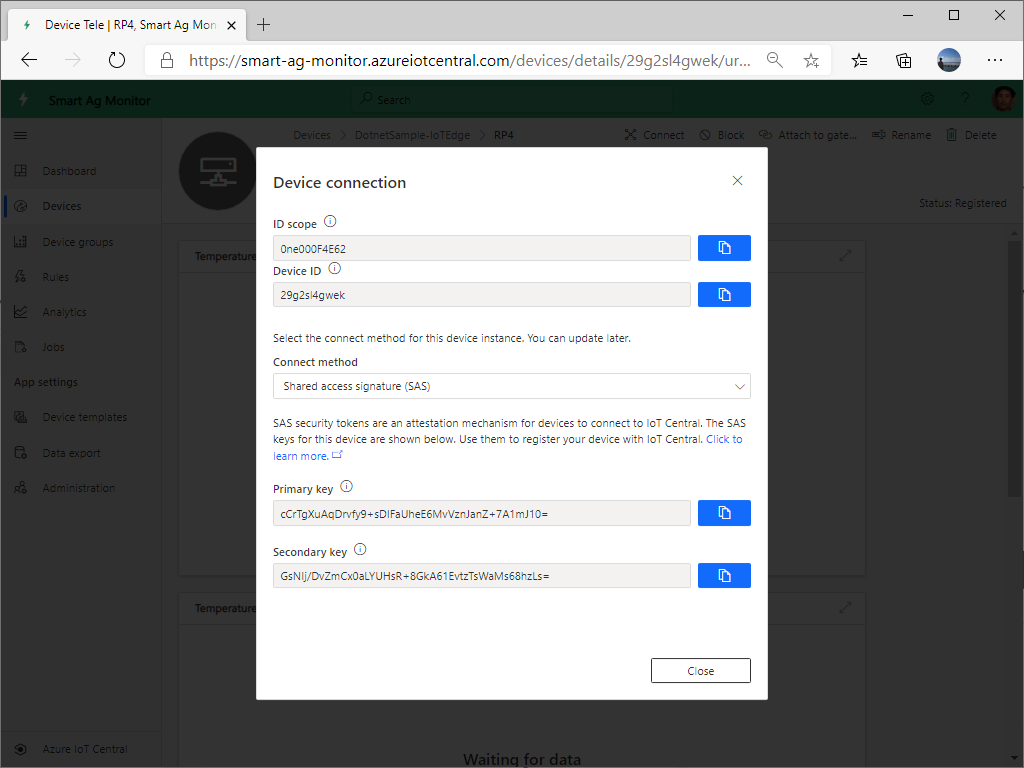 Device Tele | RP4, Smart Ag Mon
https://smart-ag-monitor.azureiotcentral.com/devices/details/29g2sl4gwek/ur...
Smart Ag Monitor
Search
?
Devices > DotnetSample-IoTEdge > RP4
Connect
Block
Attach to gate...
Rename
Delete
Status: Registered
Dashboard
Devices
Device groups
Rules
Analytics
Jobs
App settings
Device templates
Data export
Administration
Azure IoT Central
Temperature
Device connection
ID scope
0ne000F4E62
Device ID
29g2sl4gwek
Select the connect method for this device instance. You can update later.
Connect method
Shared access signature (SAS)
SAS security tokens are an attestation mechanism for devices to connect to IoT Central. The SAS
keys for this device are shown below. Use them to register your device with IoT Central. Click to
learn more.
Primary key
cCrTgXuAqDrvfy9+sDIFaUheE6MvVznJanZ+7A1mJ10=
Secondary key
GsNIj/DvZmCx0aLYUHsR+8GkA61EvtzTsWaMs68hzLs=
Close
Temperature
Waiting for data